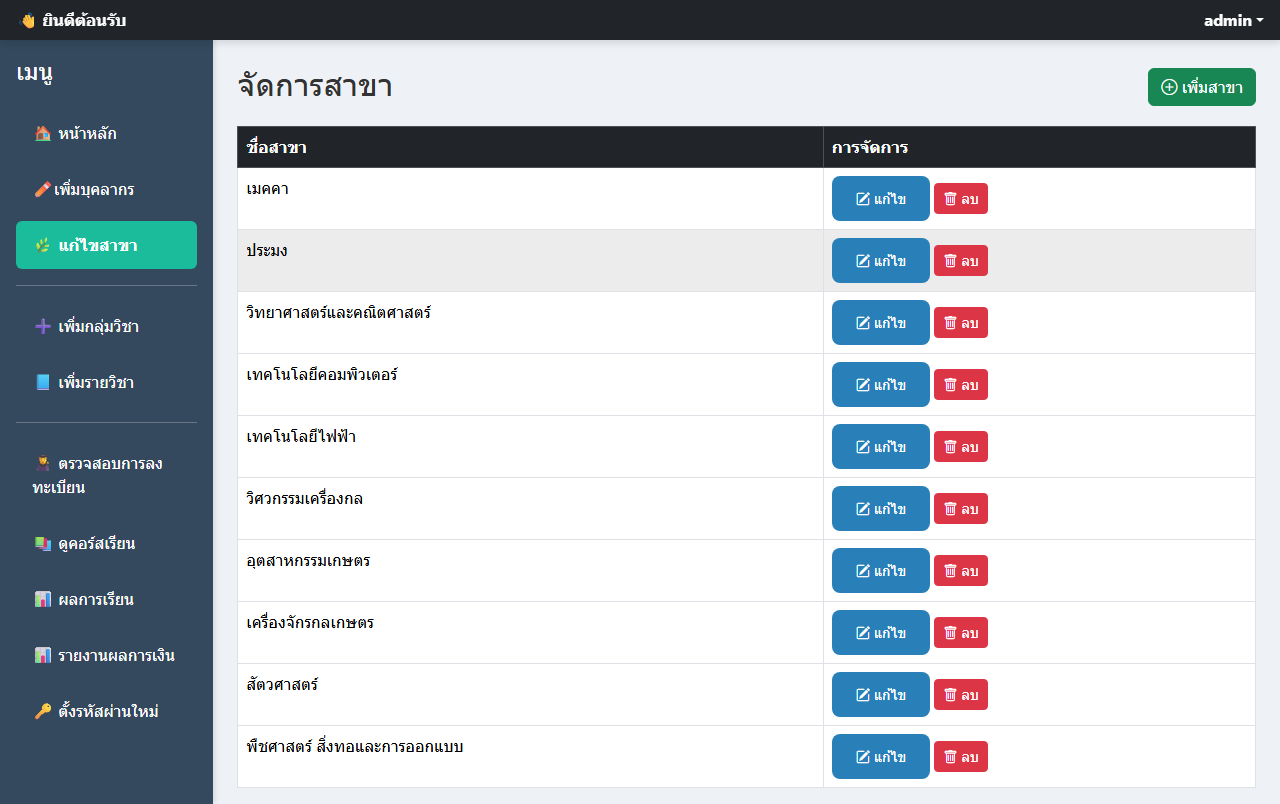 👋 ยินดีต้อนรับ
admin
เมนู
🏠 หน้าหลัก
เพิ่มบุคลากร
🌿 แก้ไขสาขา
➕ เพิ่มกลุ่มวิชา
📘 เพิ่มรายวิชา
ตรวจสอบการลง
ทะเบียน
📚 ดูคอร์สเรียน
📊 ผลการเรียน
📊 รายงานผลการเงิน
🔑 ตั้งรหัสผ่านใหม่
จัดการสาขา
เพิ่มสาขา
ชื่อสาขา การจัดการ
เมคคา แก้ไข ลบ
ประมง แก้ไข ลบ
วิทยาศาสตร์และคณิตศาสตร์ แก้ไข ลบ
เทคโนโลยีคอมพิวเตอร์ แก้ไข ลบ
เทคโนโลยีไฟฟ้า แก้ไข ลบ
วิศวกรรมเครื่องกล แก้ไข ลบ
อุตสาหกรรมเกษตร แก้ไข ลบ
เครื่องจักรกลเกษตร แก้ไข ลบ
สัตวศาสตร์ แก้ไข ลบ
พืชศาสตร์ สิ่งทอและการออกแบบ แก้ไข ลบ